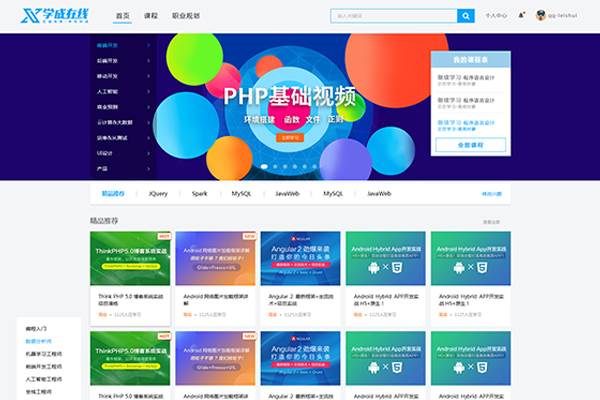 学成在线
首页 课程 职业规划
输入关键词
个人中心 qq-leishui
前端开发
后端开发
移动开发
人工智能
商业预测
云计算&大数据
运维&从测试
UI设计
产品
PHP基础视频
环境搭建 函数 文件 正则
立即学习
我的课程表
继续学习 程序语言设计
正在学习-使用对象
继续学习 程序语言设计
正在学习-使用对象
继续学习 程序语言设计
正在学习-使用对象
全部课程
精品推荐 JQuery Spark MySQL JavaWeb MySQL JavaWeb 修改兴趣
精品推荐 查看全部
HOT
ThinkPHP5.0博客系统实战
ThinkPHP5 + Bootstrap + MySQL
Think PHP 5.0 博客系统实战
项目演练
高级 • 1125人在学习
NEW
Android 网络图片加载框架详解
Glide+Fresco+UIL
Android 网络图片加载框架详
解
高级 • 1125人在学习
ANGULAR
Angular 2 劲爆来袭
打造你的今日头条
Angular 2 最新框架+主流技
术+项目实战
高级 • 1125人在学习
Android Hybrid App开发实战
Android Hybrid APP开发实
战 H5+原生!
高级 • 1125人在学习
Android Hybrid App开发实战
Android Hybrid APP开发实
战 H5+原生!
高级 • 1125人在学习
编程入门
数据分析师
机器学习工程师
前端开发工程师
人工智能工程师
全栈工程师
ThinkPHP5.0博客系统实战
ThinkPHP5 + Bootstrap + MySQL
Think PHP 5.0 博客系统实战
NEW
Android 网络图片加载框架详解
Glide+Fresco+UIL
Android 网络图片加载框架详
ANGULAR
Angular 2 劲爆来袭
打造你的今日头条
Angular 2 最新框架+主流技
Android Hybrid App开发实战
Android Hybrid APP开发实
Android Hybrid App开发实战
Android Hybrid APP开发实